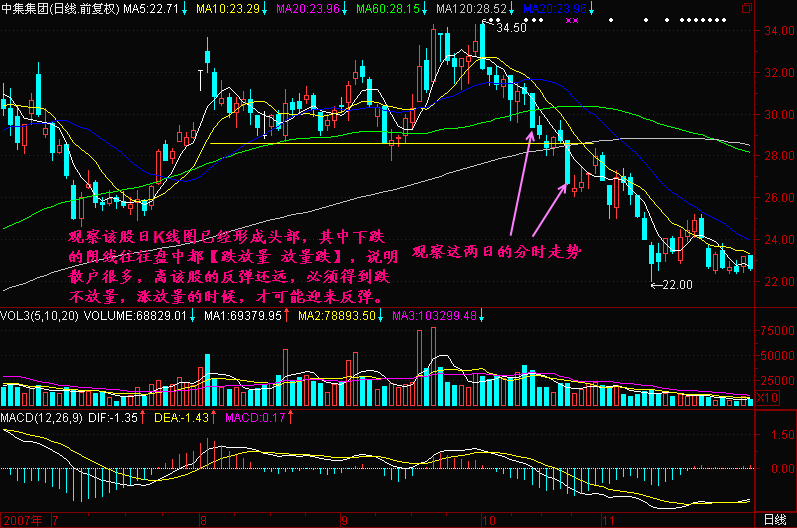 中集集团(日线.前复权) MA5:22.71↓ MA10:23.29↓ MA20:23.96↓ MA60:28.15↓ MA120:28.52↓ MA20:23.96↓
34.00
34.50
32.00
30.00
28.00
26.00
观察该股日K线图已经形成头部，其中下跌
的阴线往往盘中都【跌放量 放量跌】，说明
散户很多，离该股的反弹还远，必须得到跌
不放量，涨放量的时候，才可能迎来反弹。
观察这两日的分时走势
24.00
22.00
←22.00
VOL3(5,10,20) VOLUME:68829.01↓ MA1:69379.95↑ MA2:78893.50↓ MA3:103299.48↓
75000
50000
25000
X10
MACD(12,26,9) DIF:-1.35↑ DEA:-1.43↑ MACD:0.17↑
1.50
0.00
2007年 7 8 9 10 11 日线